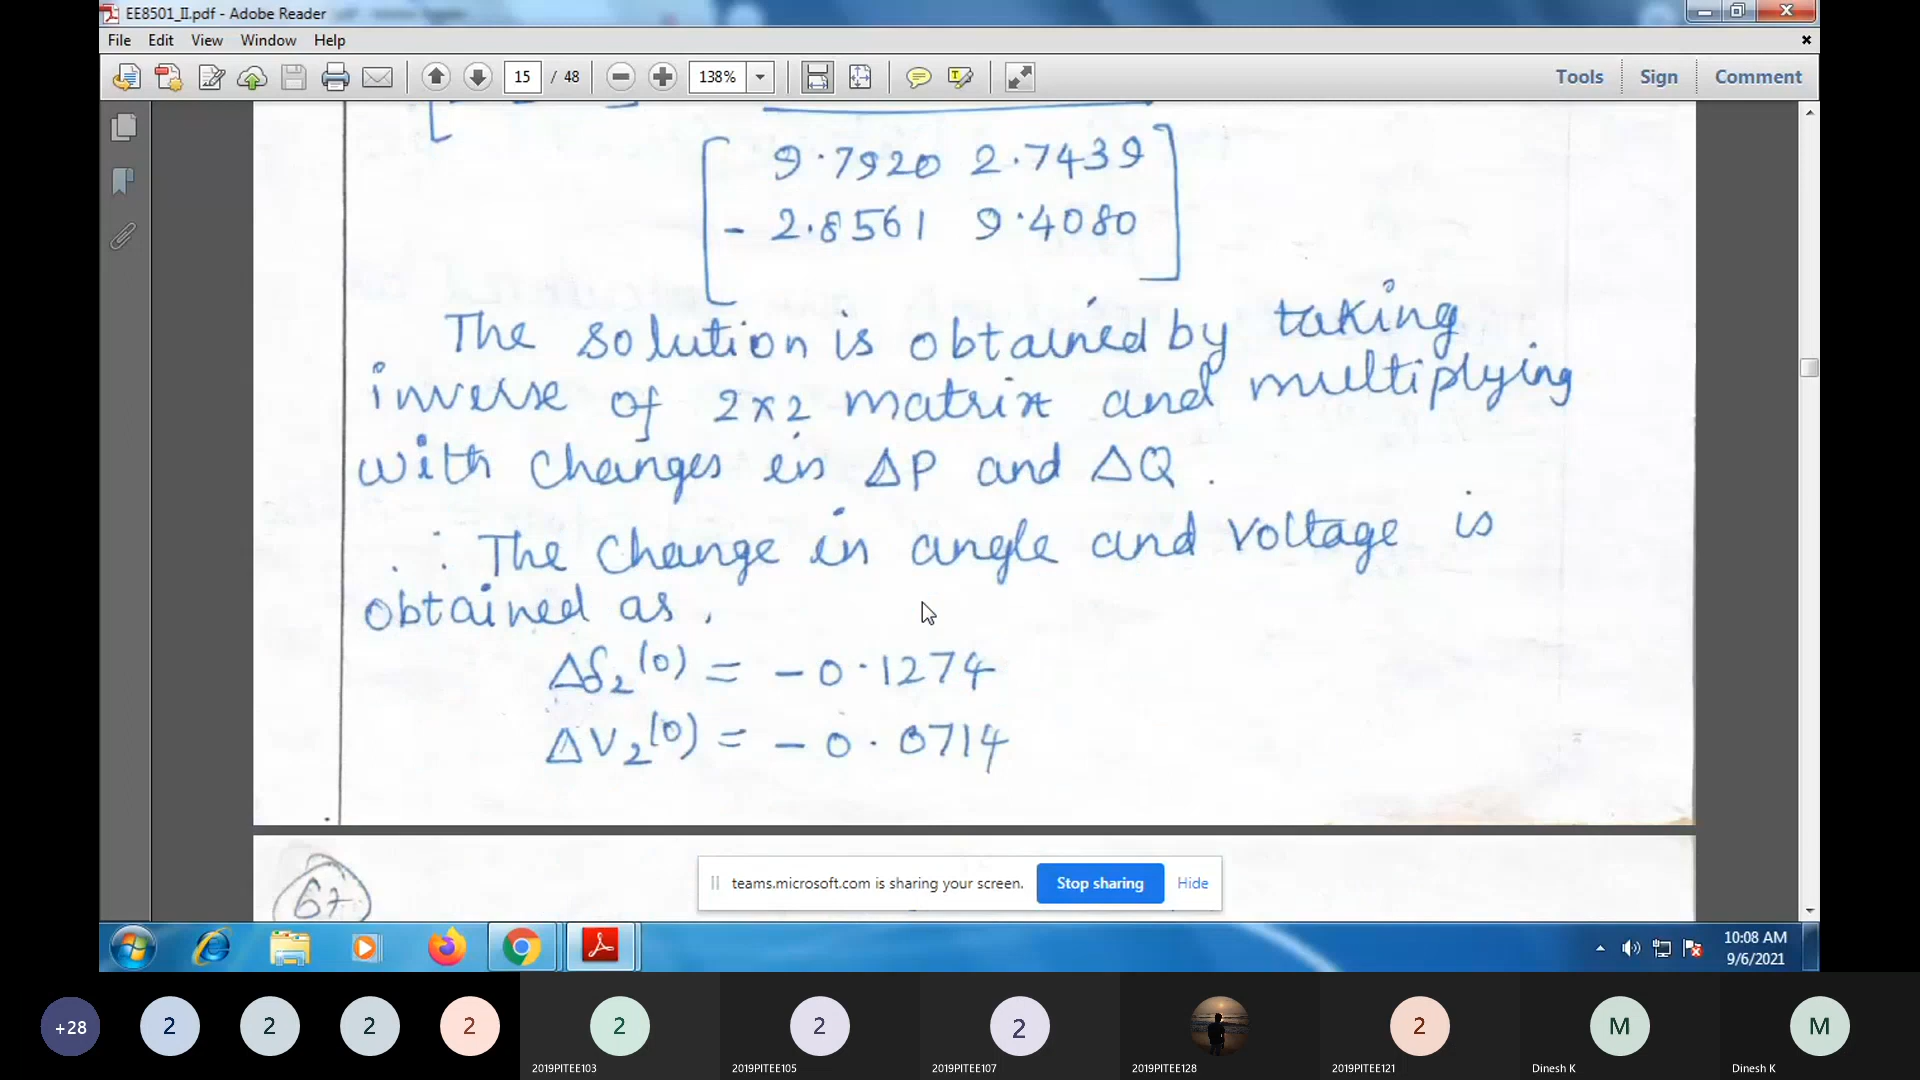 EE8501_II.pdf - Adobe Reader
File Edit View Window Help
15 / 48 138% Tools Sign Comment
9.7920 2.7439
- 2.8561 9.4080
The solution is obtained by taking
inverse of 2x2 matrix and multiplying
with changes in ΔP and ΔQ .
∴ The change in angle and voltage is
obtained as,
Δδ₂⁽⁰⁾ = - 0.1274
ΔV₂⁽⁰⁾ = - 0.0714
67
teams.microsoft.com is sharing your screen. Stop sharing Hide
10:08 AM
9/6/2021
+28 2 2 2 2 2 2 2 2 M M
2019PITEE103 2019PITEE105 2019PITEE107 2019PITEE128 2019PITEE121 Dinesh K Dinesh K